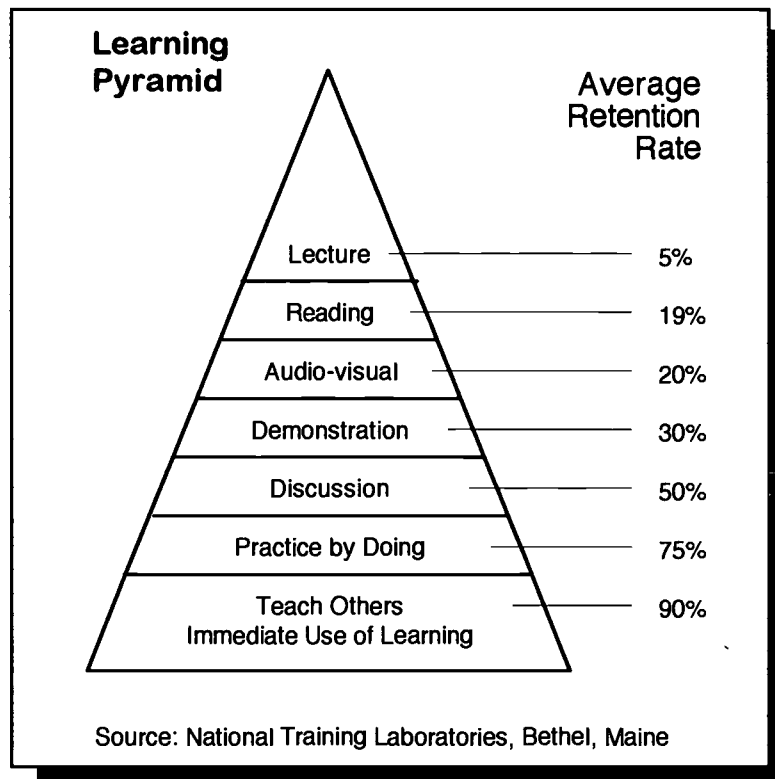 Learning
Pyramid
Average
Retention
Rate
Lecture 5%
Reading 19%
Audio-visual 20%
Demonstration 30%
Discussion 50%
Practice by Doing 75%
Teach Others 90%
Immediate Use of Learning
Source: National Training Laboratories, Bethel, Maine